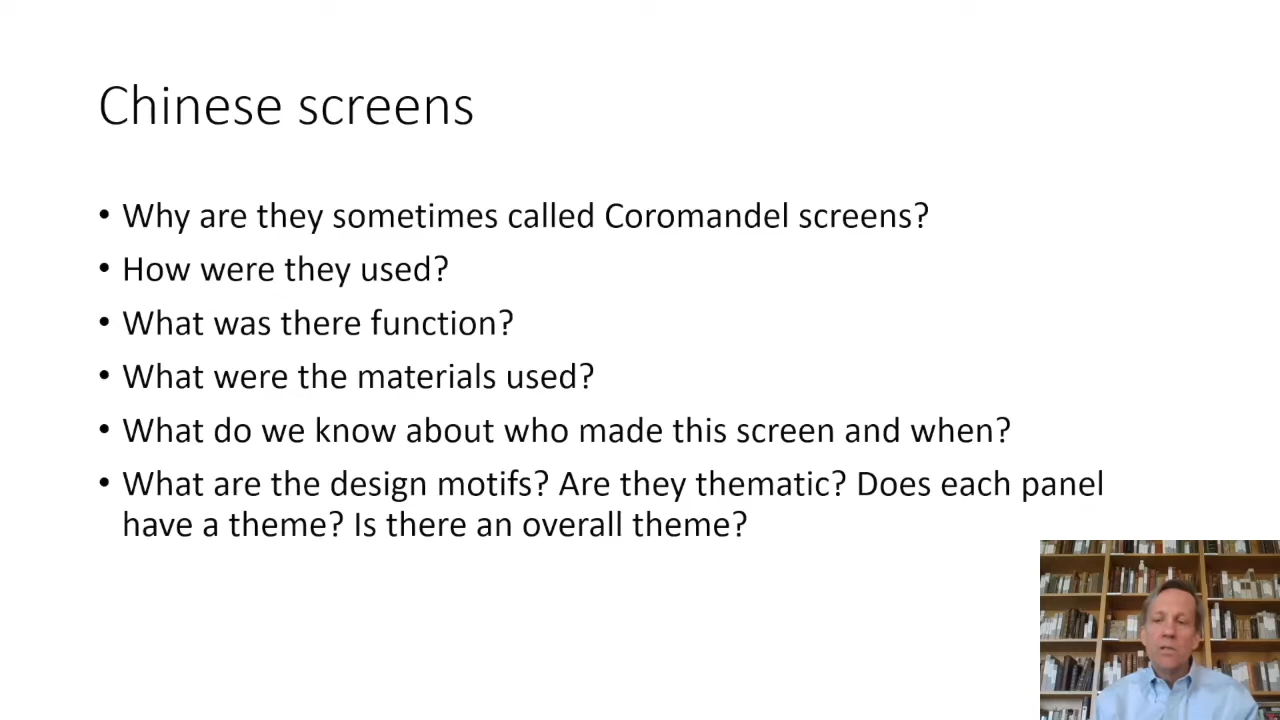 Chinese screens
• Why are they sometimes called Coromandel screens?
• How were they used?
• What was there function?
• What were the materials used?
• What do we know about who made this screen and when?
• What are the design motifs? Are they thematic? Does each panel
have a theme? Is there an overall theme?